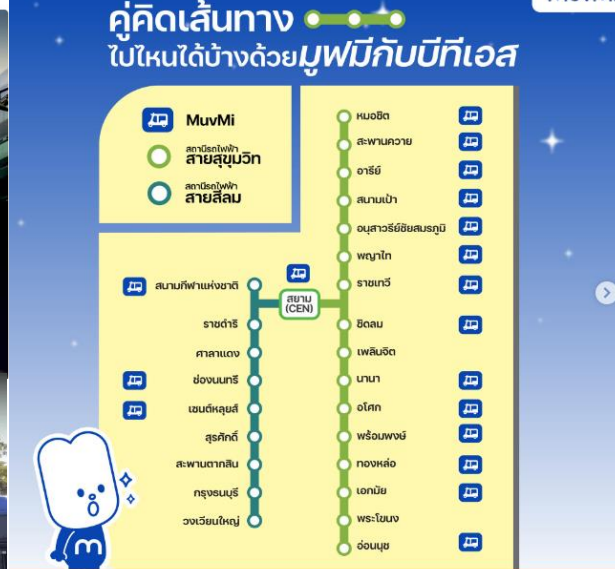 คู่คิดเส้นทาง
ไปไหนได้บ้างด้วยมูฟมีกับบีทีเอส
MuvMi
สถานีรถไฟฟ้า
สายสุขุมวิท
สถานีรถไฟฟ้า
สายสีลม
หมอชิต
สะพานควาย
อารีย์
สนามเป้า
อนุสาวรีย์ชัยสมรภูมิ
พญาไท
ราชเทวี
สยาม
(CEN)
ชิดลม
เพลินจิต
นานา
อโศก
พร้อมพงษ์
ทองหล่อ
เอกมัย
พระโขนง
อ่อนนุช
สนามกีฬาแห่งชาติ
ราชดำริ
ศาลาแดง
ช่องนนทรี
เซนต์หลุยส์
สุรศักดิ์
สะพานตากสิน
กรุงธนบุรี
วงเวียนใหญ่
m